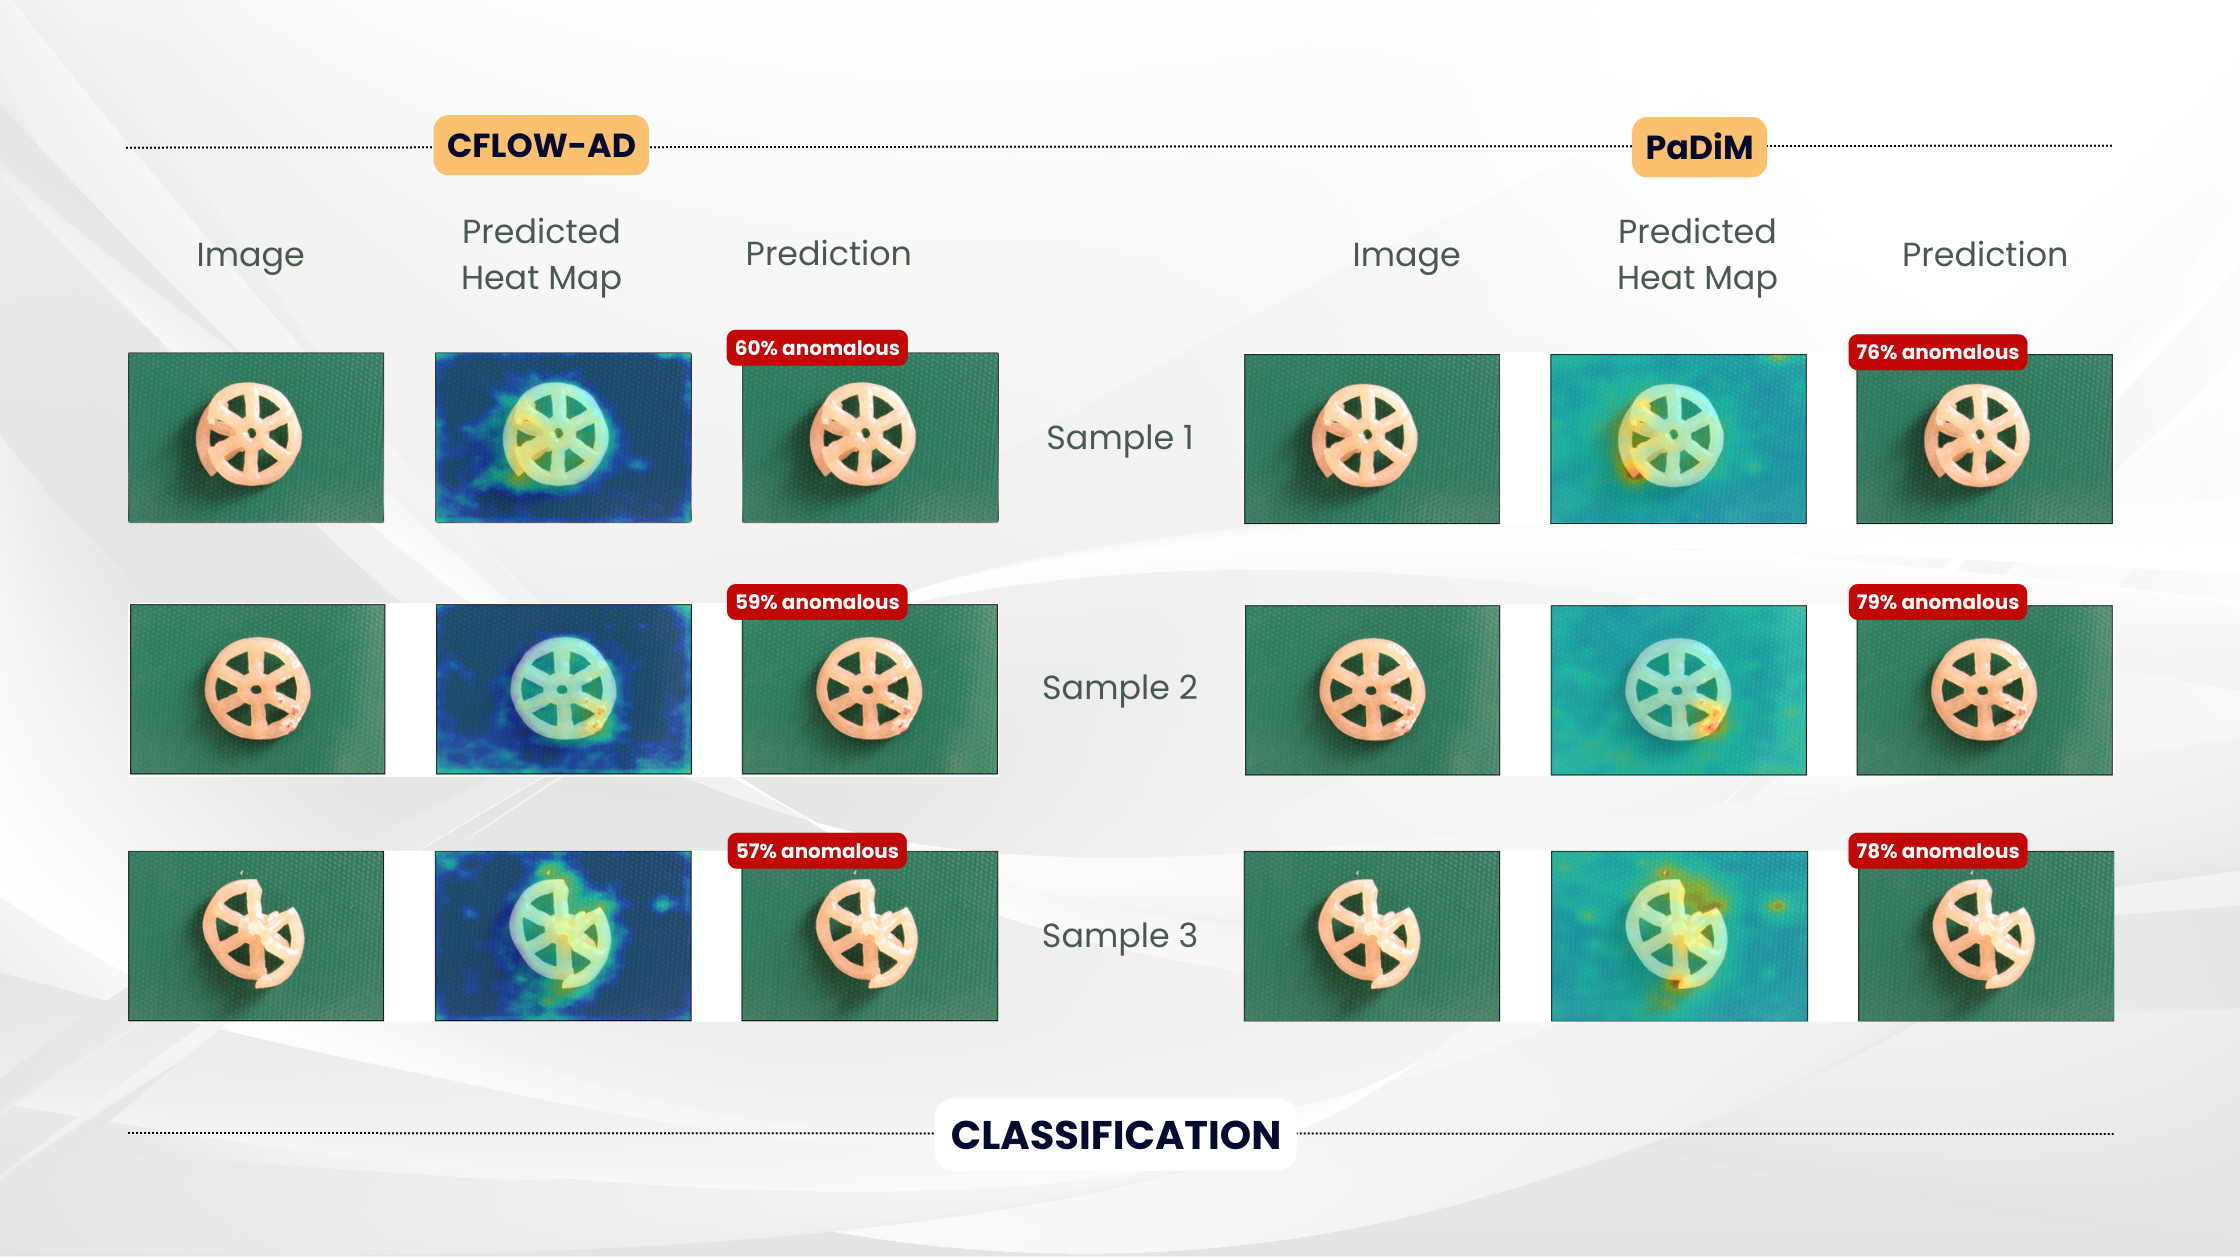 CFLOW-AD
PaDiM
Image
Predicted
Heat Map
Prediction
Image
Predicted
Heat Map
Prediction
60% anomalous
Sample 1
76% anomalous
59% anomalous
Sample 2
79% anomalous
57% anomalous
Sample 3
78% anomalous
CLASSIFICATION